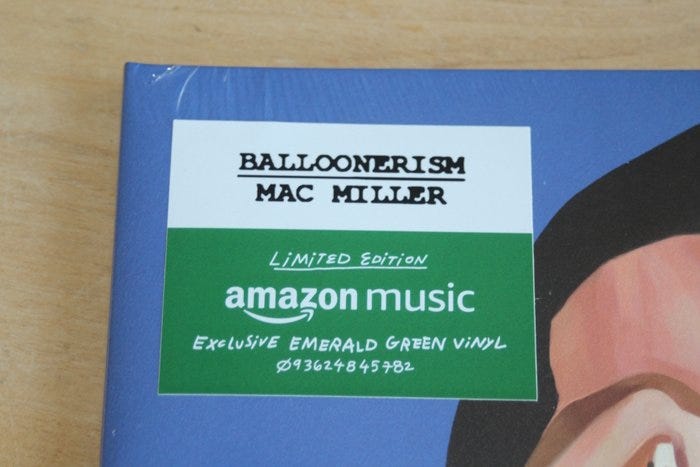 BALLOONERISM
MAC MILLER
LiMiTED EDiTiON
amazon music
EXCLUSiVE EMERALD GREEN ViNYL
Ø93624845782